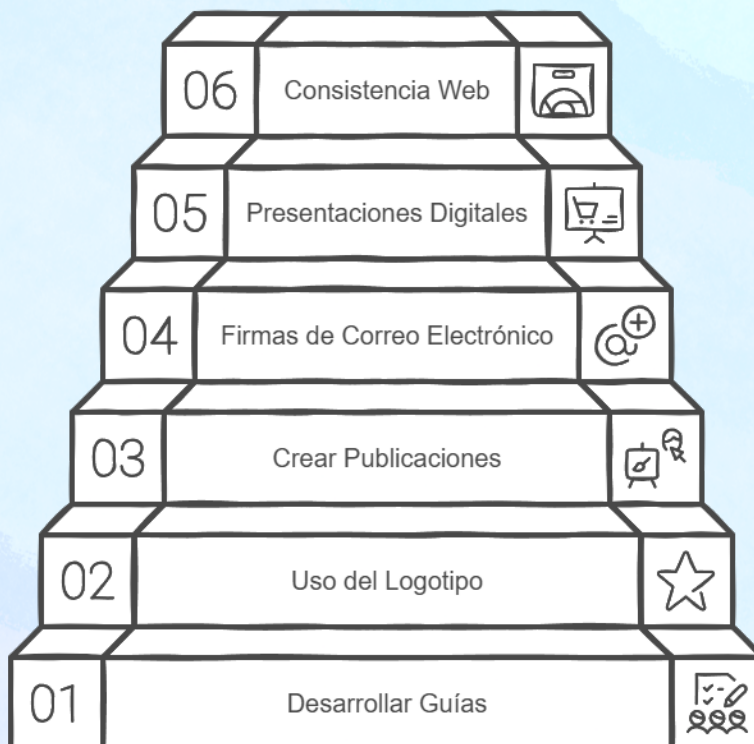 06 Consistencia Web
05 Presentaciones Digitales
04 Firmas de Correo Electrónico
03 Crear Publicaciones
02 Uso del Logotipo
01 Desarrollar Guías